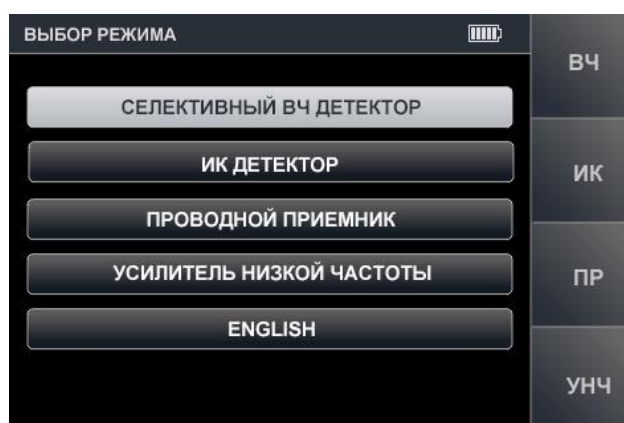 ВЫБОР РЕЖИМА
ВЧ
СЕЛЕКТИВНЫЙ ВЧ ДЕТЕКТОР
ИК ДЕТЕКТОР
ИК
ПРОВОДНОЙ ПРИЕМНИК
УСИЛИТЕЛЬ НИЗКОЙ ЧАСТОТЫ
ПР
ENGLISH
УНЧ